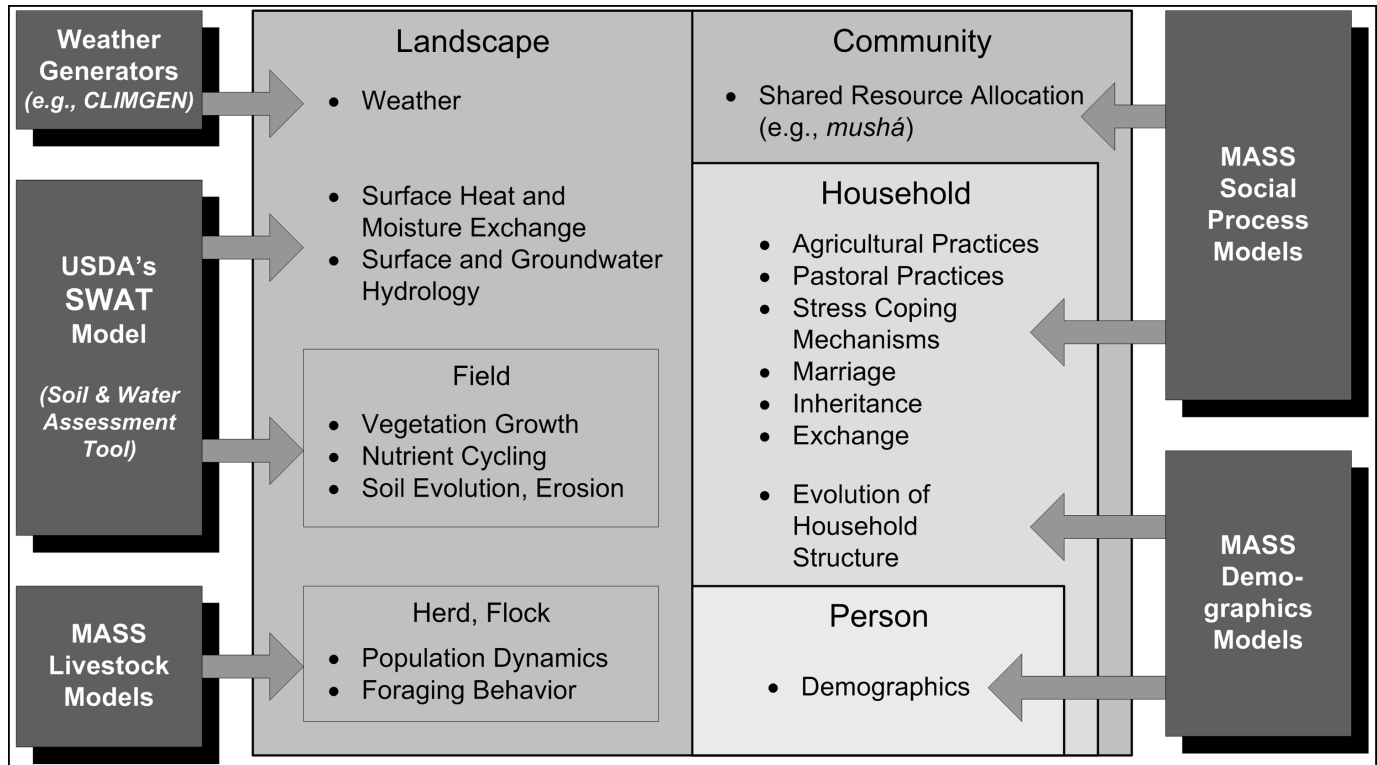 Weather
Generators
(e.g., CLIMGEN)
USDA's
SWAT
Model
(Soil & Water
Assessment
Tool)
MASS
Livestock
Models
Landscape
• Weather
• Surface Heat and
Moisture Exchange
• Surface and Groundwater
Hydrology
Field
• Vegetation Growth
• Nutrient Cycling
• Soil Evolution, Erosion
Herd, Flock
• Population Dynamics
• Foraging Behavior
Community
• Shared Resource Allocation
(e.g., mushá)
Household
• Agricultural Practices
• Pastoral Practices
• Stress Coping
Mechanisms
• Marriage
• Inheritance
• Exchange
• Evolution of
Household
Structure
Person
• Demographics
MASS
Social
Process
Models
MASS
Demo-
graphics
Models